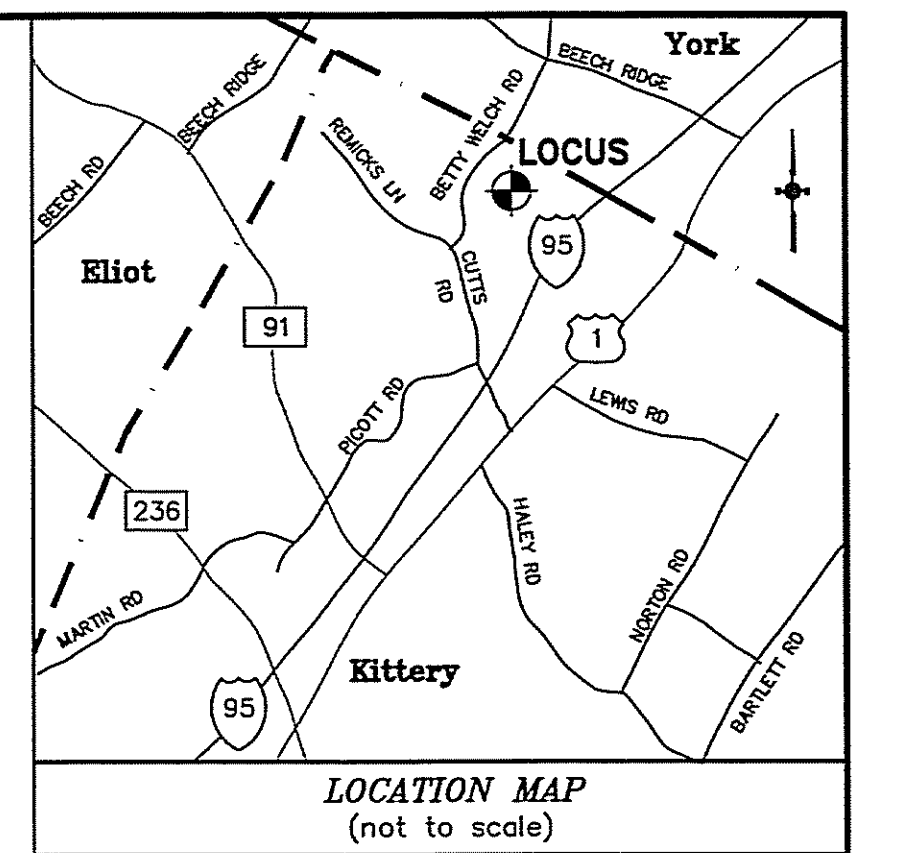 York
BEECH RIDGE
BEECH RIDGE
BETTY WELCH RD
REMICKS LN
LOCUS
BEECH RD
95
Eliot
CUTTS
RD
91
1
PICOTT RD
LEWIS RD
236
HALEY RD
NORTON RD
MARTIN RD
Kittery
BARTLETT RD
95
LOCATION MAP
(not to scale)